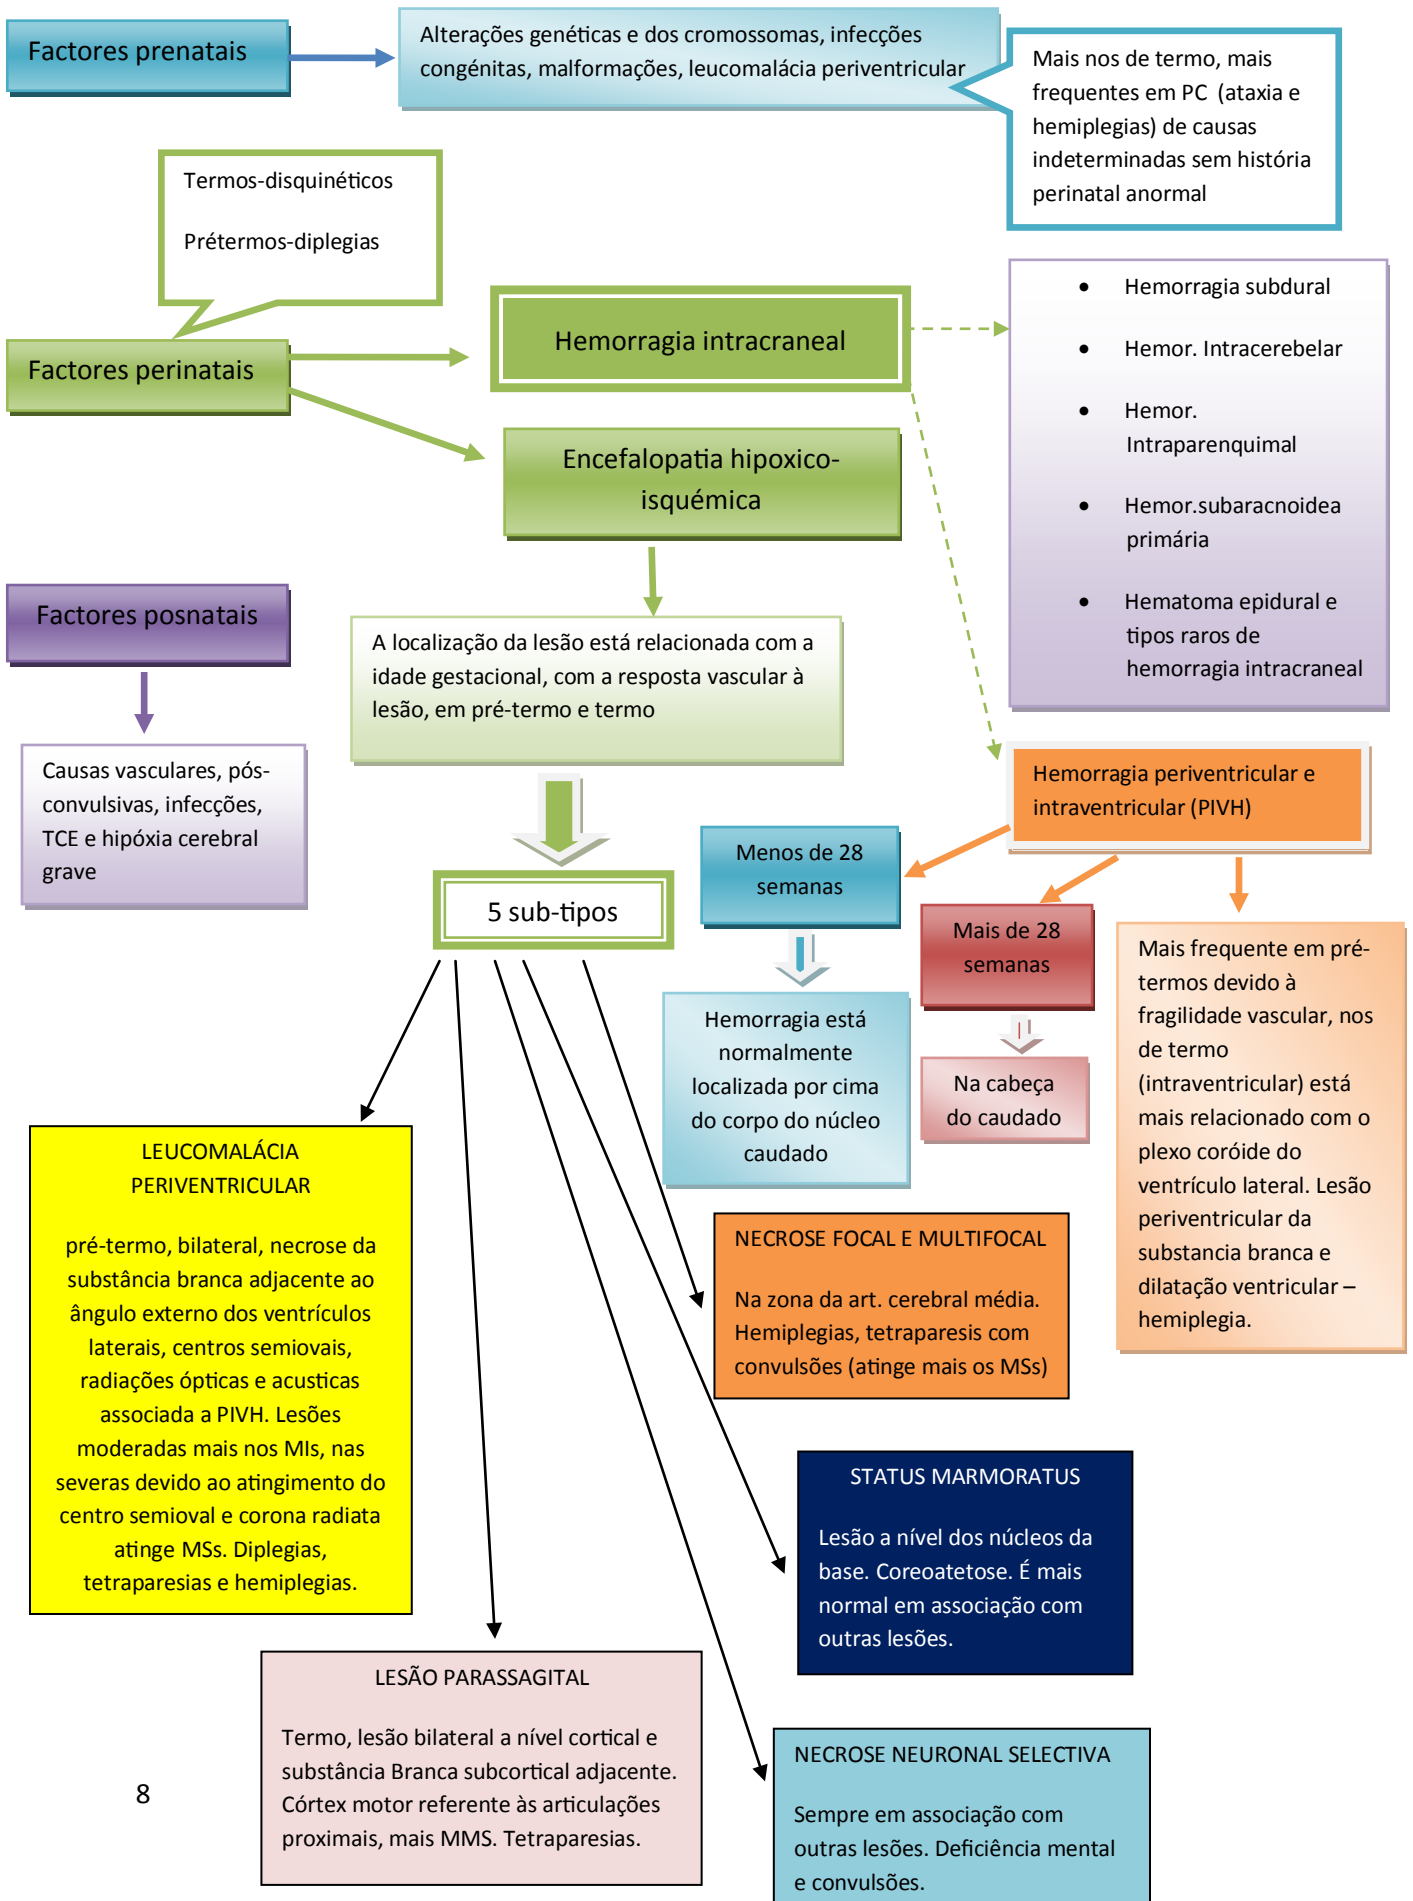 Factores prenatais
Alterações genéticas e dos cromossomas, infecções
congénitas, malformações, leucomalácia periventricular
Mais nos de termo, mais
frequentes em PC (ataxia e
hemiplegias) de causas
indeterminadas sem história
perinatal anormal
Termos-disquinéticos
Prétermos-diplegias
Factores perinatais
Hemorragia intracraneal
• Hemorragia subdural
• Hemor. Intracerebelar
• Hemor.
Intraparenquimal
• Hemor.subaracnoidea
primária
• Hematoma epidural e
tipos raros de
hemorragia intracraneal
Encefalopatia hipoxico-
isquémica
Factores posnatais
A localização da lesão está relacionada com a
idade gestacional, com a resposta vascular à
lesão, em pré-termo e termo
Causas vasculares, pós-
convulsivas, infecções,
TCE e hipóxia cerebral
grave
Hemorragia periventricular e
intraventricular (PIVH)
Menos de 28
semanas
Mais de 28
semanas
Mais frequente em pré-
termos devido à
fragilidade vascular, nos
de termo
(intraventricular) está
mais relacionado com o
plexo coróide do
ventrículo lateral. Lesão
periventricular da
substancia branca e
dilatação ventricular –
hemiplegia.
5 sub-tipos
Hemorragia está
normalmente
localizada por cima
do corpo do núcleo
caudado
Na cabeça
do caudado
LEUCOMALÁCIA
PERIVENTRICULAR
pré-termo, bilateral, necrose da
substância branca adjacente ao
ângulo externo dos ventrículos
laterais, centros semiovais,
radiações ópticas e acusticas
associada a PIVH. Lesões
moderadas mais nos MIs, nas
severas devido ao atingimento do
centro semioval e corona radiata
atinge MSs. Diplegias,
tetraparesias e hemiplegias.
NECROSE FOCAL E MULTIFOCAL
Na zona da art. cerebral média.
Hemiplegias, tetraparesis com
convulsões (atinge mais os MSs)
STATUS MARMORATUS
Lesão a nível dos núcleos da
base. Coreoatetose. É mais
normal em associação com
outras lesões.
LESÃO PARASSAGITAL
Termo, lesão bilateral a nível cortical e
substância Branca subcortical adjacente.
Córtex motor referente às articulações
proximais, mais MMS. Tetraparesias.
NECROSE NEURONAL SELECTIVA
Sempre em associação com
outras lesões. Deficiência mental
e convulsões.
8